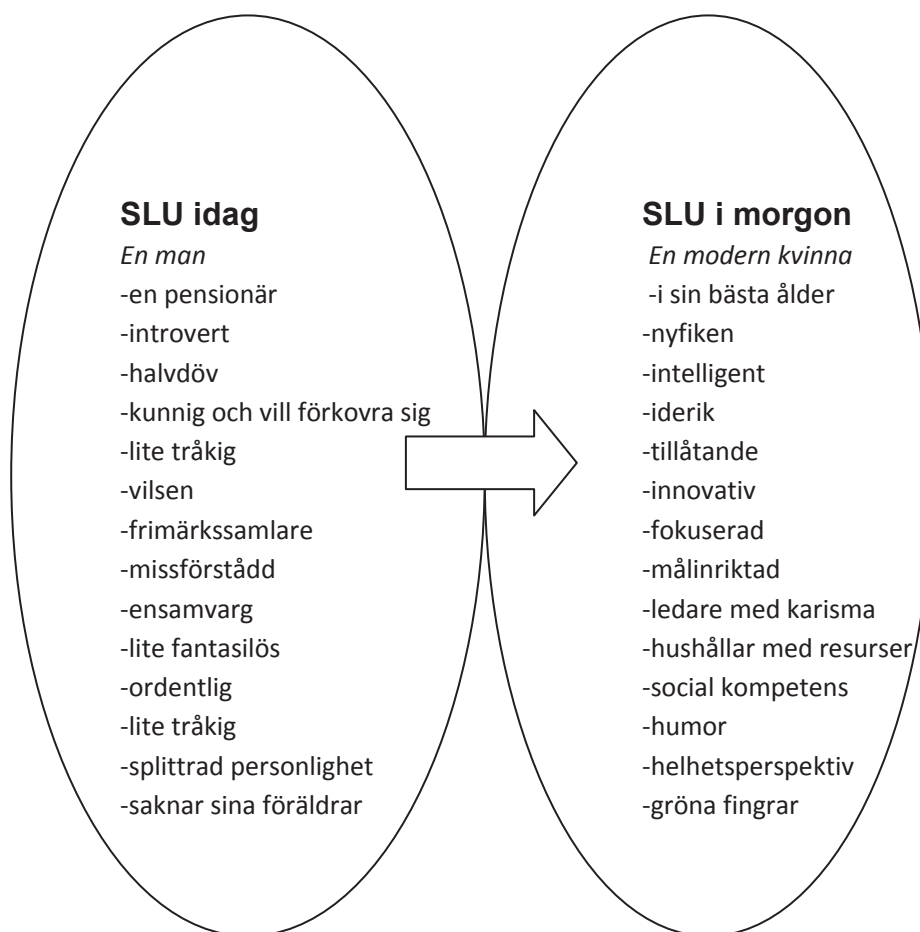 SLU idag
En man
-en pensionär
-introvert
-halvdöv
-kunnig och vill förkovra sig
-lite tråkig
-vilsen
-frimärkssamlare
-missförstådd
-ensamvarg
-lite fantasilös
-ordentlig
-lite tråkig
-splittrad personlighet
-saknar sina föräldrar
SLU i morgon
En modern kvinna
-i sin bästa ålder
-nyfiken
-intelligent
-iderik
-tillåtande
-innovativ
-fokuserad
-målinriktad
-ledare med karisma
-hushållar med resurser
-social kompetens
-humor
-helhetsperspektiv
-gröna fingrar